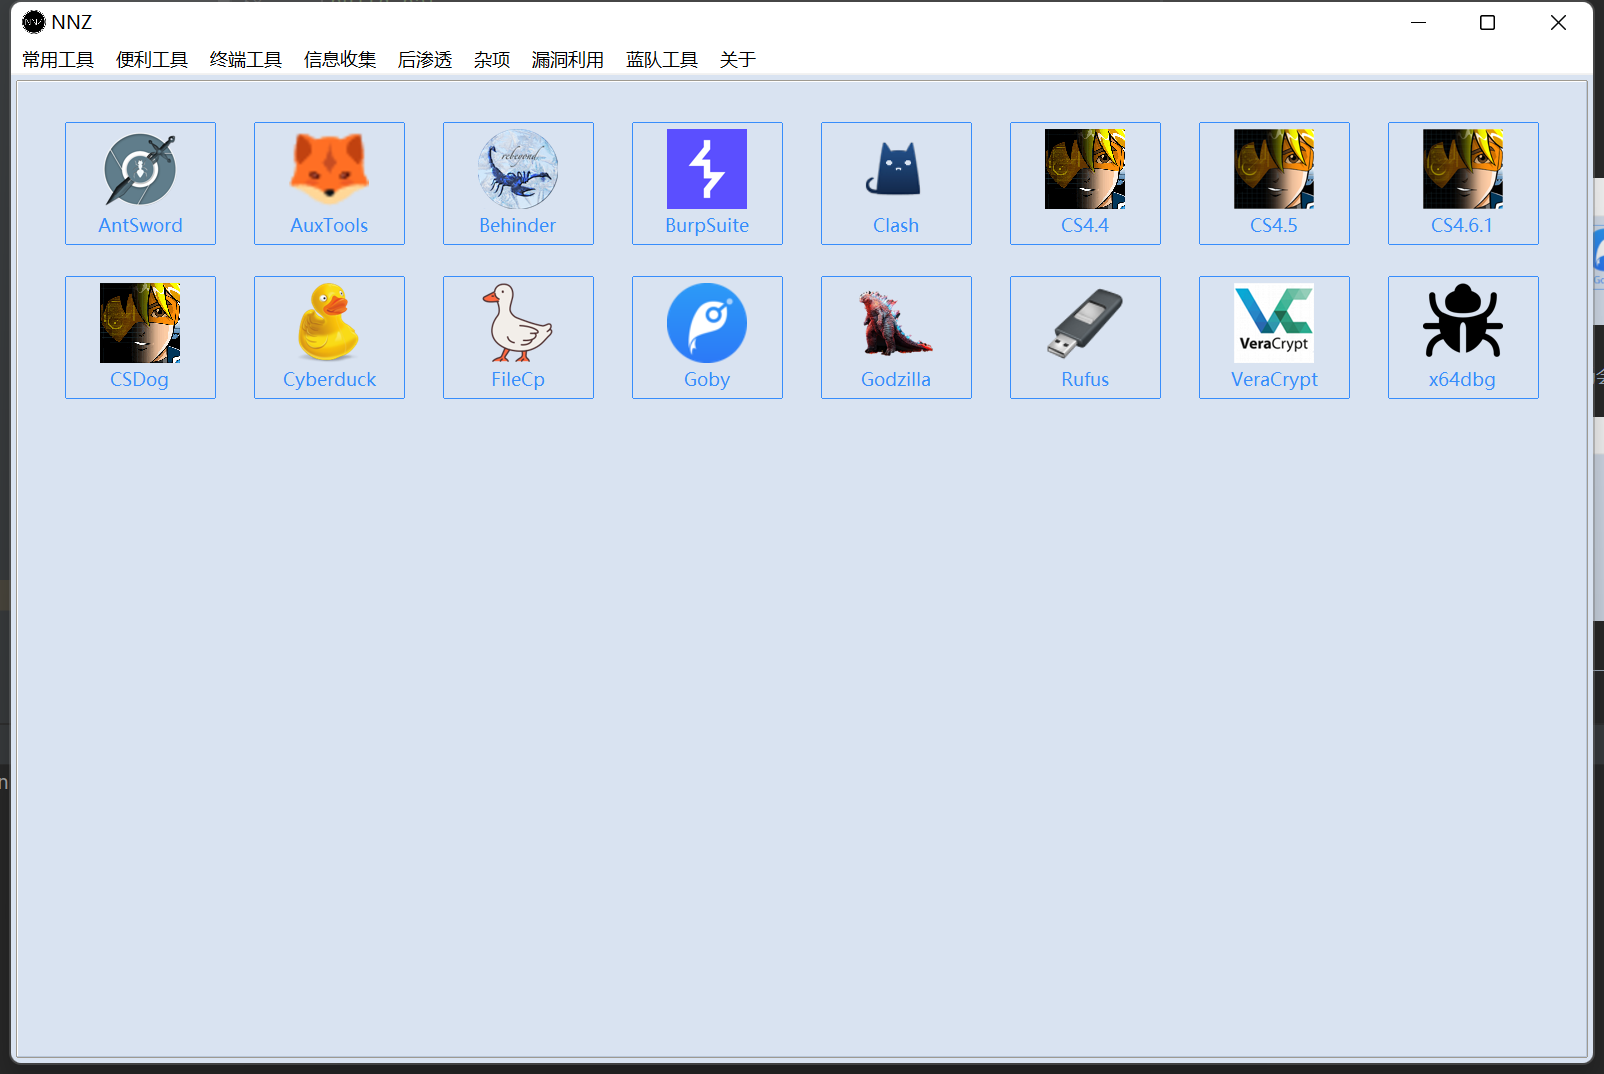 NNZ
常用工具 便利工具 终端工具 信息收集 后渗透 杂项 漏洞利用 蓝队工具 关于
rebeyond
AntSword AuxTools Behinder BurpSuite Clash CS4.4 CS4.5 CS4.6.1
VeraCrypt
CSDog Cyberduck FileCp Goby Godzilla Rufus VeraCrypt x64dbg